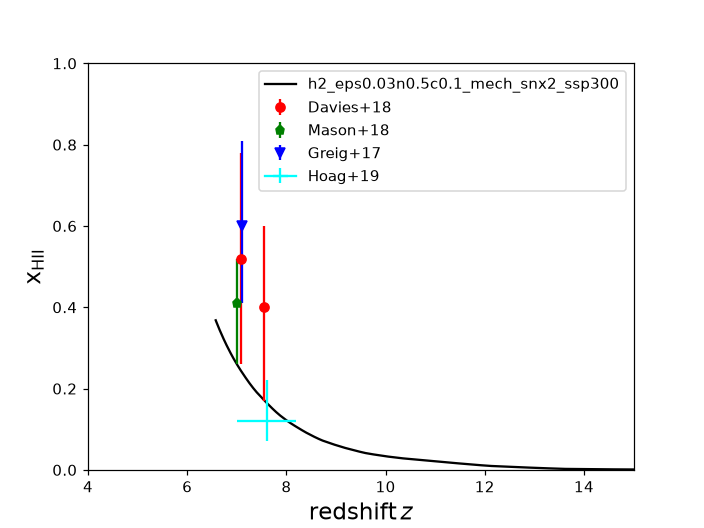 1.0
0.8
0.6
0.4
0.2
0.0
4 6 8 10 12 14
xHII
redshift z
h2_eps0.03n0.5c0.1_mech_snx2_ssp300
Davies+18
Mason+18
Greig+17
Hoag+19